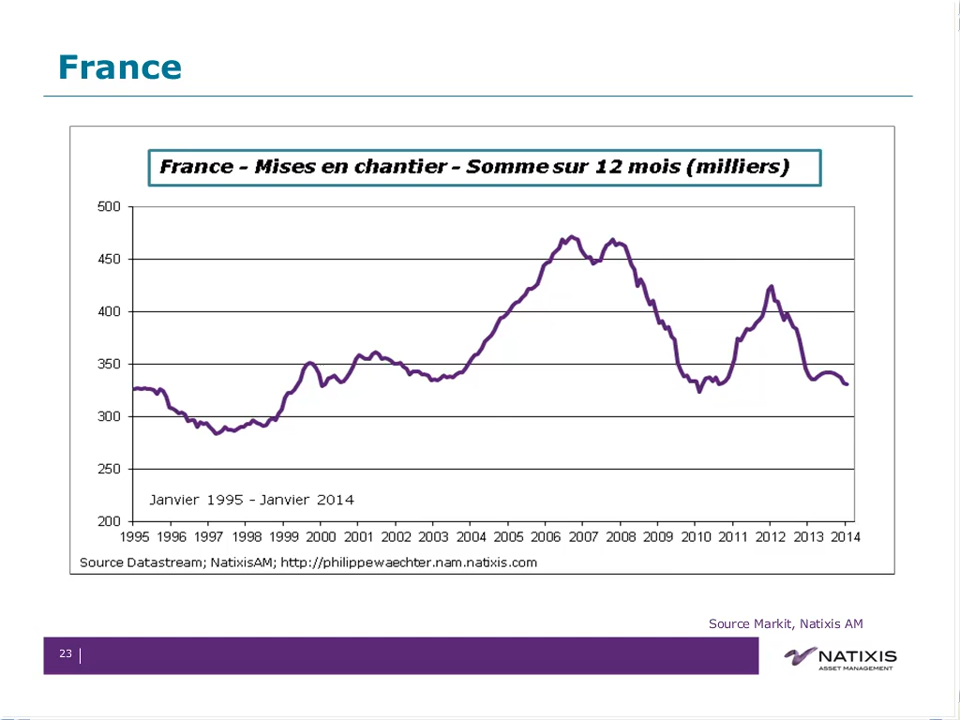 France
France - Mises en chantier - Somme sur 12 mois (milliers)
500
450
400
350
300
250
200
Janvier 1995 - Janvier 2014
1995 1996 1997 1998 1999 2000 2001 2002 2003 2004 2005 2006 2007 2008 2009 2010 2011 2012 2013 2014
Source Datastream; NatixisAM; http://philippewaechter.nam.natixis.com
Source Markit, Natixis AM
23
NATIXIS
ASSET MANAGEMENT